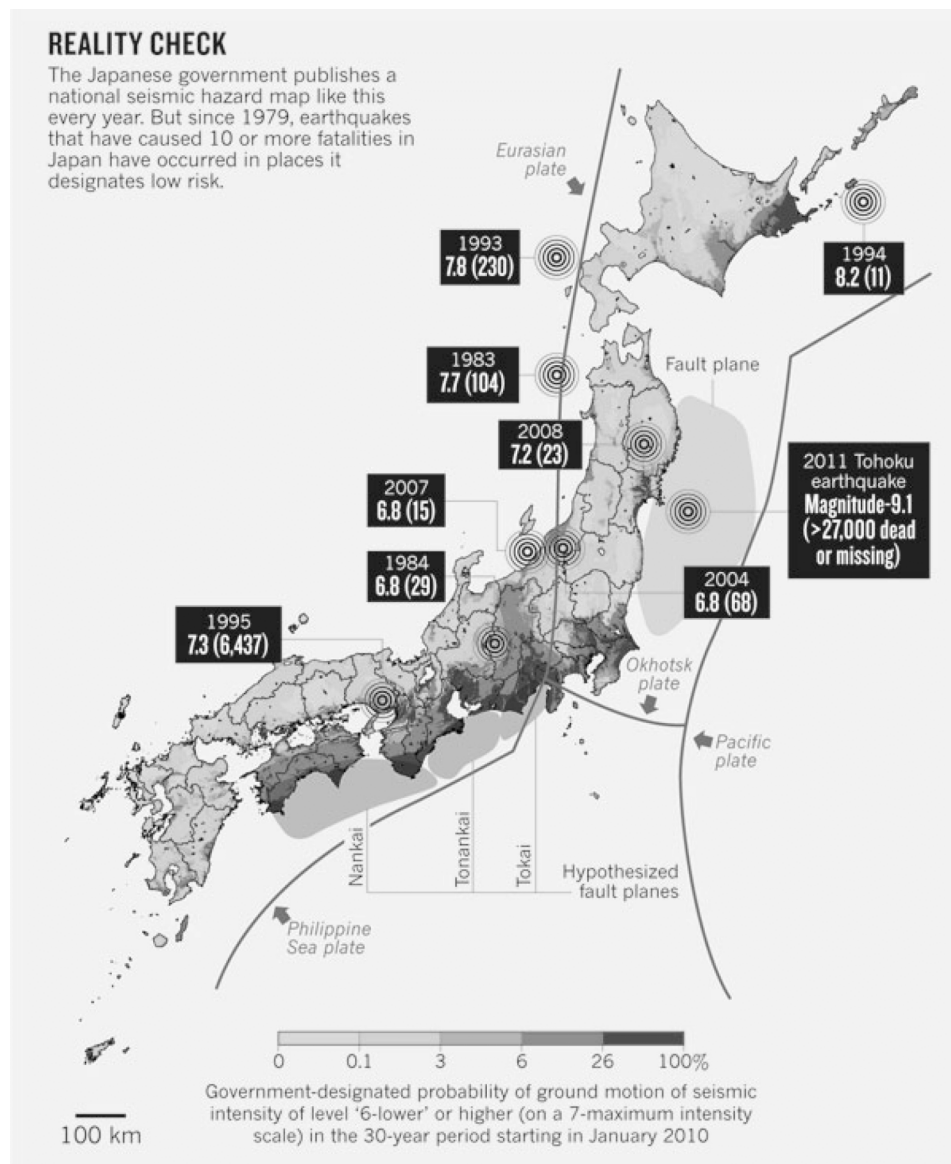 REALITY CHECK
The Japanese government publishes a
national seismic hazard map like this
every year. But since 1979, earthquakes
that have caused 10 or more fatalities in
Japan have occurred in places it
designates low risk.
Eurasian
plate
1993
7.8 (230)
1994
8.2 (11)
1983
7.7 (104)
Fault plane
2008
7.2 (23)
2011 Tohoku
earthquake
Magnitude-9.1
(>27,000 dead
or missing)
2007
6.8 (15)
1984
6.8 (29)
2004
6.8 (68)
1995
7.3 (6,437)
Okhotsk
plate
Pacific
plate
Nankai
Tonankai
Tokai
Hypothesized
fault planes
Philippine
Sea plate
0 0.1 3 6 26 100%
Government-designated probability of ground motion of seismic
intensity of level ‘6-lower’ or higher (on a 7-maximum intensity
scale) in the 30-year period starting in January 2010
100 km